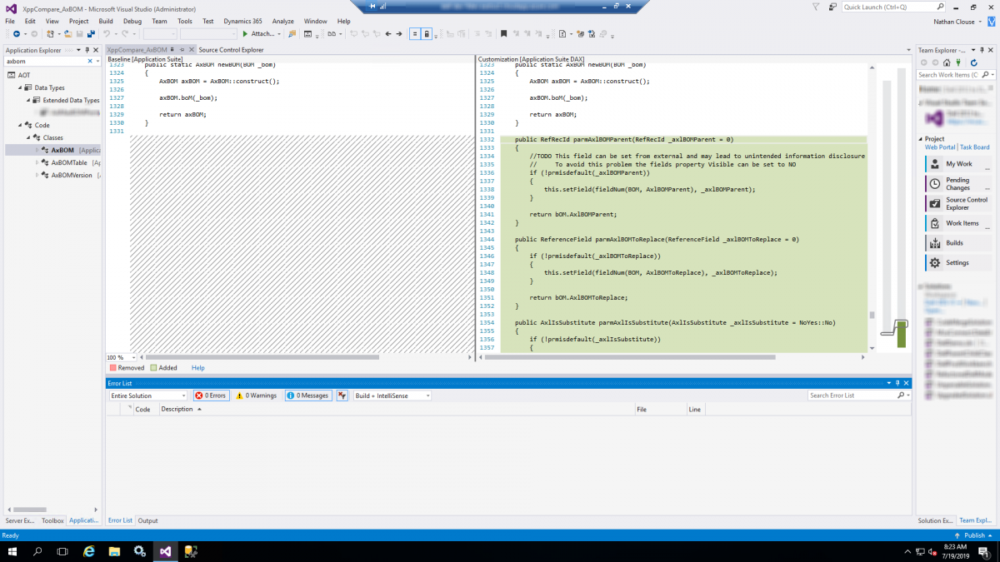 XppCompare_AxBOM - Microsoft Visual Studio (Administrator)
Quick Launch (Ctrl+Q)
File Edit View Project Build Debug Team Tools Test Dynamics 365 Analyze Window Help
Nathan Clouse
Attach...
Application Explorer
axbom
AOT
Data Types
Extended Data Types
Code
Classes
AxBOM [Applica
AxBOMTable [Ap
AxBOMVersion [
Server Ex... Toolbox Applicati...
XppCompare_AxBOM
Source Control Explorer
Baseline [Application Suite]
1323 public static AxBOM newBOM(BOM _bom)
1324 {
1325 AxBOM axBOM = AxBOM::construct();
1326
1327 axBOM.boM(_bom);
1328
1329 return axBOM;
1330 }
1331
100 %
Removed Added Help
Customization [Application Suite DAX]
1323 public static AxBOM newBOM(BOM _bom)
1324 {
1325 AxBOM axBOM = AxBOM::construct();
1326
1327 axBOM.boM(_bom);
1328
1329 return axBOM;
1330 }
1331
1332 public RefRecId parmAxlBOMParent(RefRecId _axlBOMParent = 0)
1333 {
1334 //TODO This field can be set from external and may lead to unintended information disclosure
1335 // To avoid this problem the fields property Visible can be set to NO
1336 if (!prmisdefault(_axlBOMParent))
1337 {
1338 this.setField(fieldNum(BOM, AxlBOMParent), _axlBOMParent);
1339 }
1340
1341 return bOM.AxlBOMParent;
1342 }
1343
1344 public ReferenceField parmAxlBOMToReplace(ReferenceField _axlBOMToReplace = 0)
1345 {
1346 if (!prmisdefault(_axlBOMToReplace))
1347 {
1348 this.setField(fieldNum(BOM, AxlBOMToReplace), _axlBOMToReplace);
1349 }
1350
1351 return bOM.AxlBOMToReplace;
1352 }
1353
1354 public AxlIsSubstitute parmAxlIsSubstitute(AxlIsSubstitute _axlIsSubstitute = NoYes::No)
1355 {
1356 if (!prmisdefault(_axlIsSubstitute))
1357 {
Error List
Entire Solution 0 Errors 0 Warnings 0 Messages Build + IntelliSense
Search Error List
Code Description File Line
Error List Output
Team Explorer -...
Search Work Items (C
Project
Web Portal | Task Board
My Work
Pending Changes
Source Control Explorer
Work Items
Builds
Settings
Solution Ex... Team Expl...
Ready
Publish
8:23 AM
7/19/2019